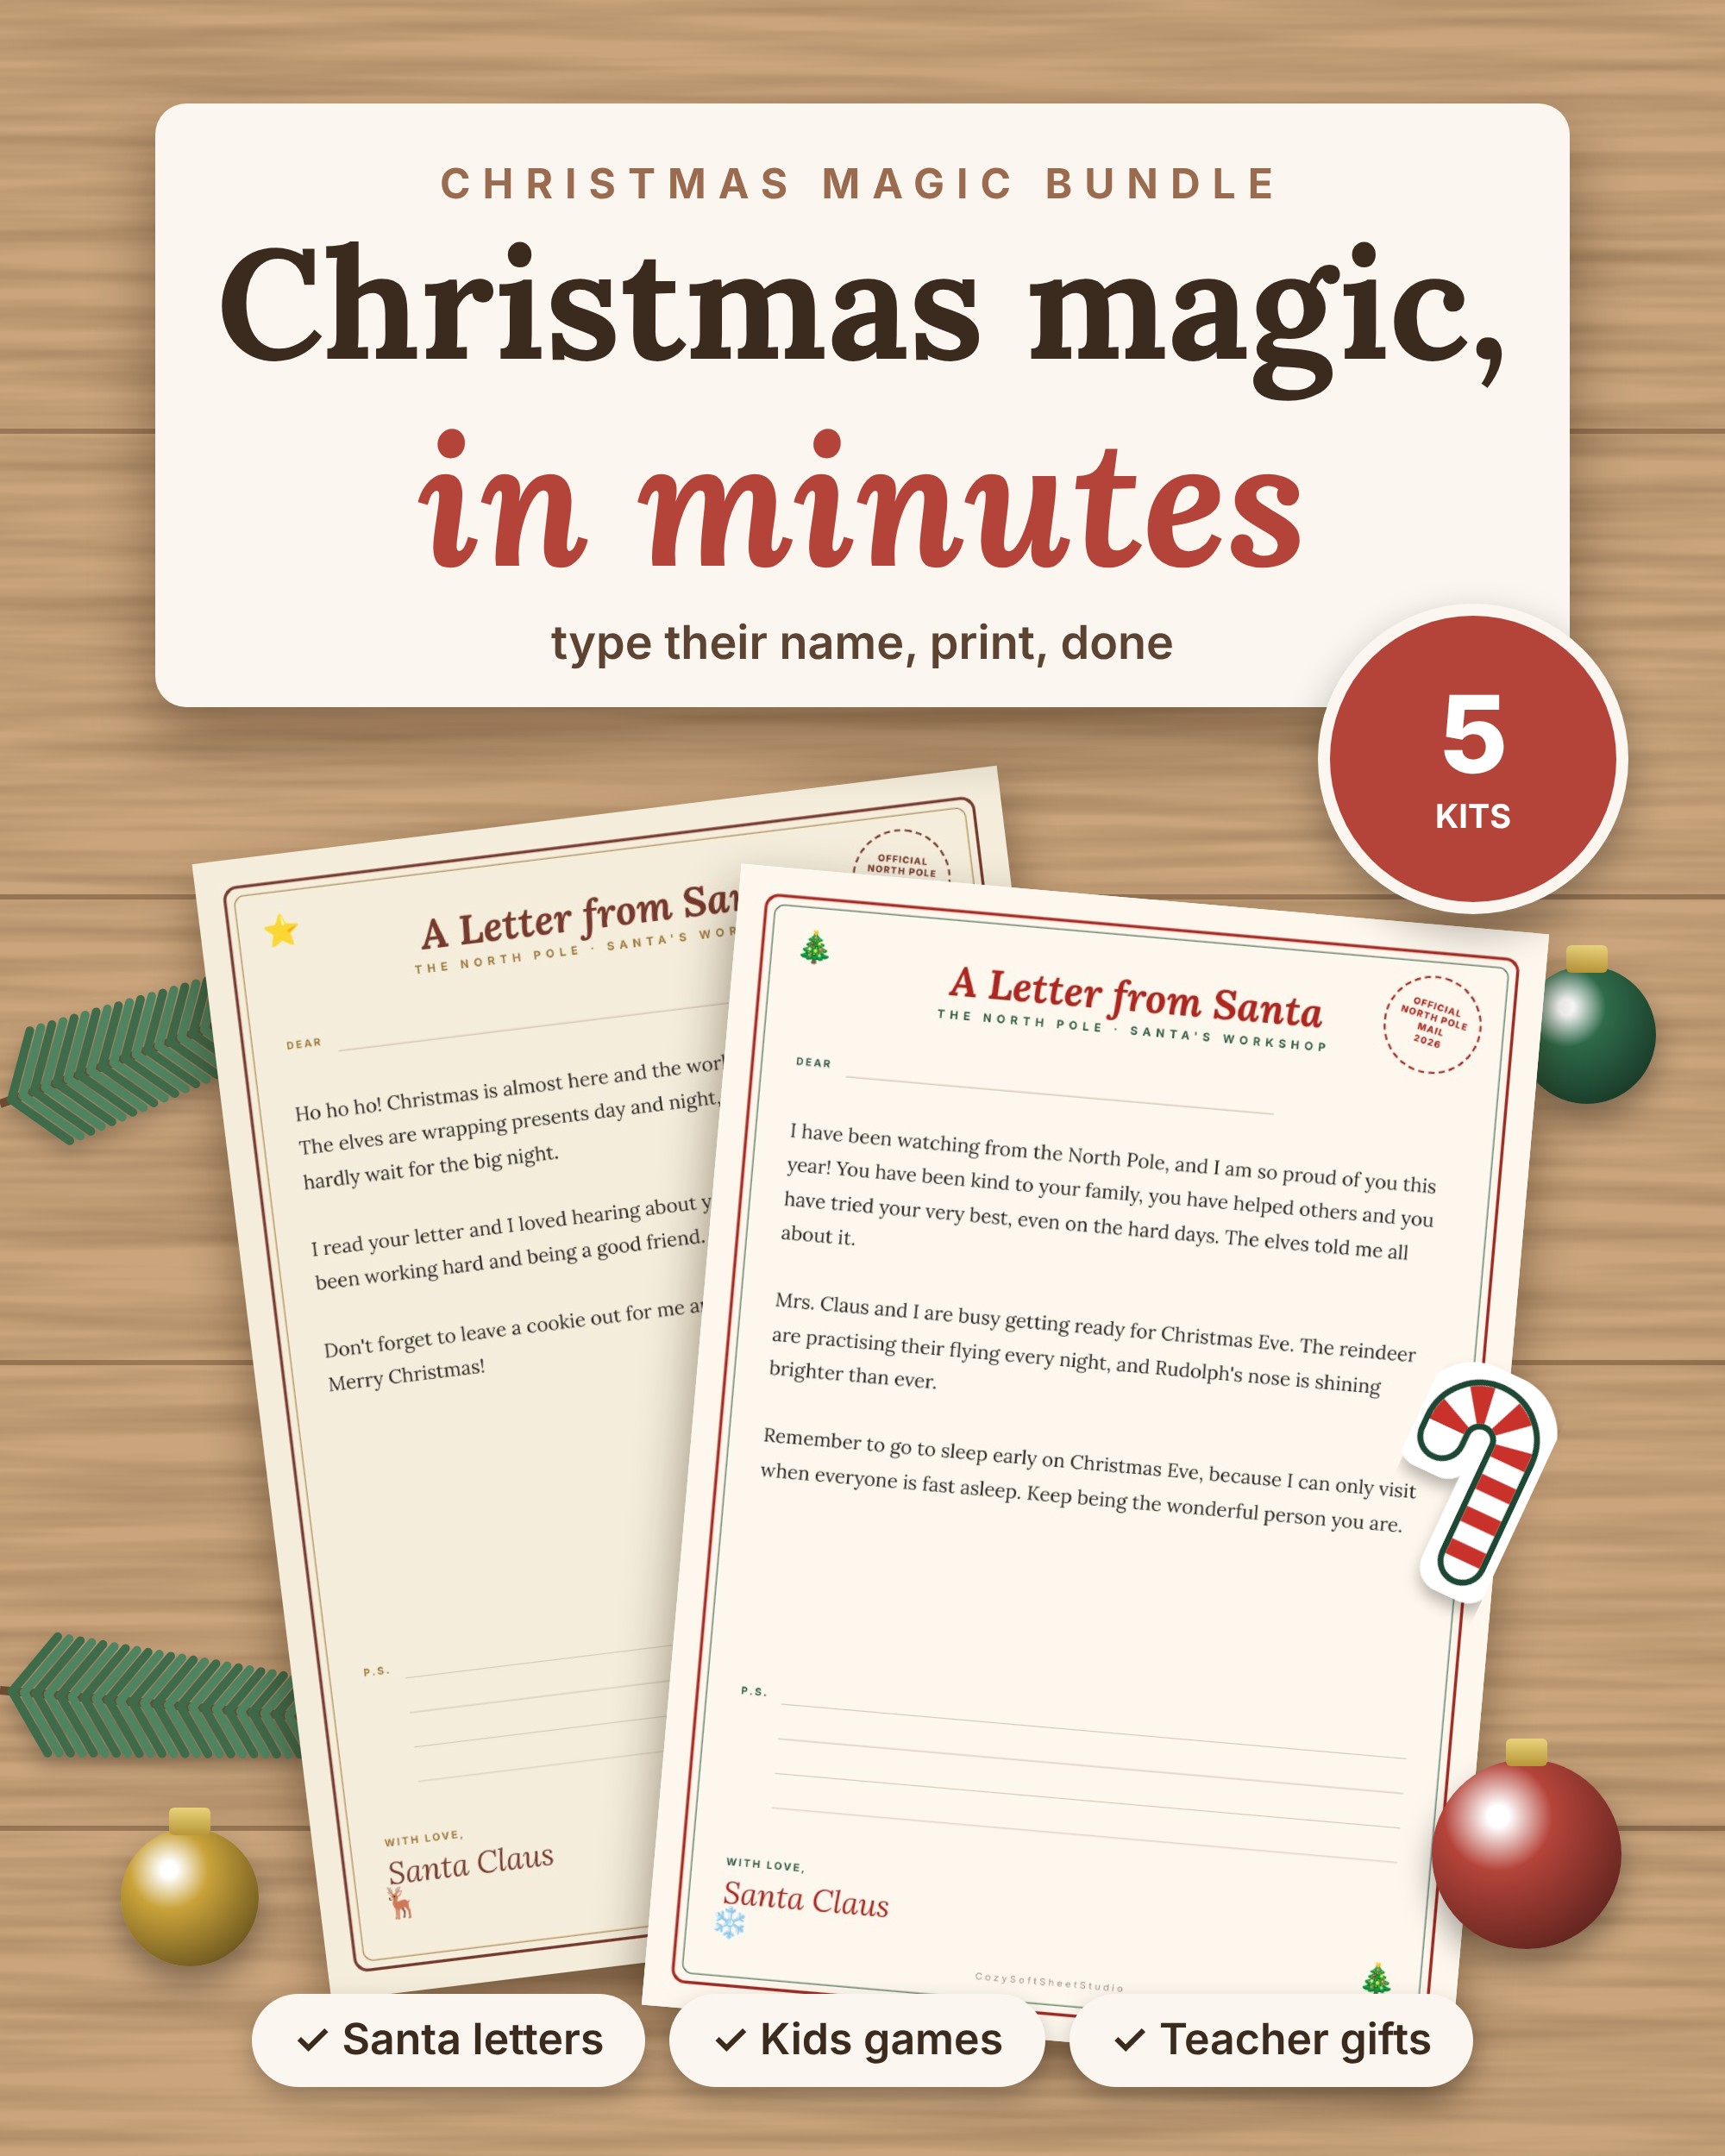 CHRISTMAS MAGIC BUNDLE
Christmas magic,
in minutes
type their name, print, done
5
KITS
OFFICIAL
NORTH POLE
A Letter from San
THE NORTH POLE · SANTA'S WOR
DEAR
Ho ho ho! Christmas is almost here and the work
The elves are wrapping presents day and night,
hardly wait for the big night.
I read your letter and I loved hearing about y
been working hard and being a good friend.
Don't forget to leave a cookie out for me a
Merry Christmas!
P.S.
WITH LOVE,
Santa Claus
A Letter from Santa
THE NORTH POLE · SANTA'S WORKSHOP
OFFICIAL
NORTH POLE
MAIL
2026
DEAR
I have been watching from the North Pole, and I am so proud of you this
year! You have been kind to your family, you have helped others and you
have tried your very best, even on the hard days. The elves told me all
about it.
Mrs. Claus and I are busy getting ready for Christmas Eve. The reindeer
are practising their flying every night, and Rudolph's nose is shining
brighter than ever.
Remember to go to sleep early on Christmas Eve, because I can only visit
when everyone is fast asleep. Keep being the wonderful person you are.
P.S.
WITH LOVE,
Santa Claus
CozySoftSheetStudio
✓ Santa letters
✓ Kids games
✓ Teacher gifts